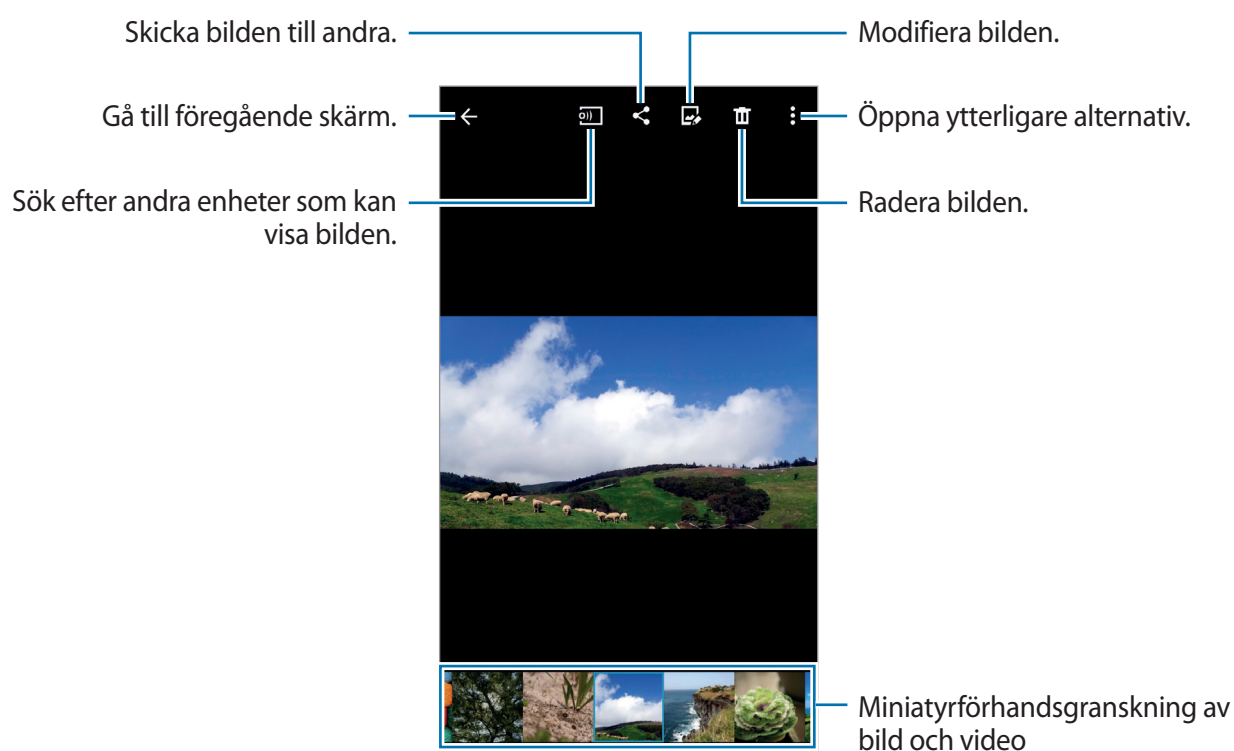 Skicka bilden till andra.
Modifiera bilden.
Gå till föregående skärm.
Öppna ytterligare alternativ.
Sök efter andra enheter som kan
visa bilden.
Radera bilden.
Miniatyrförhandsgranskning av
bild och video